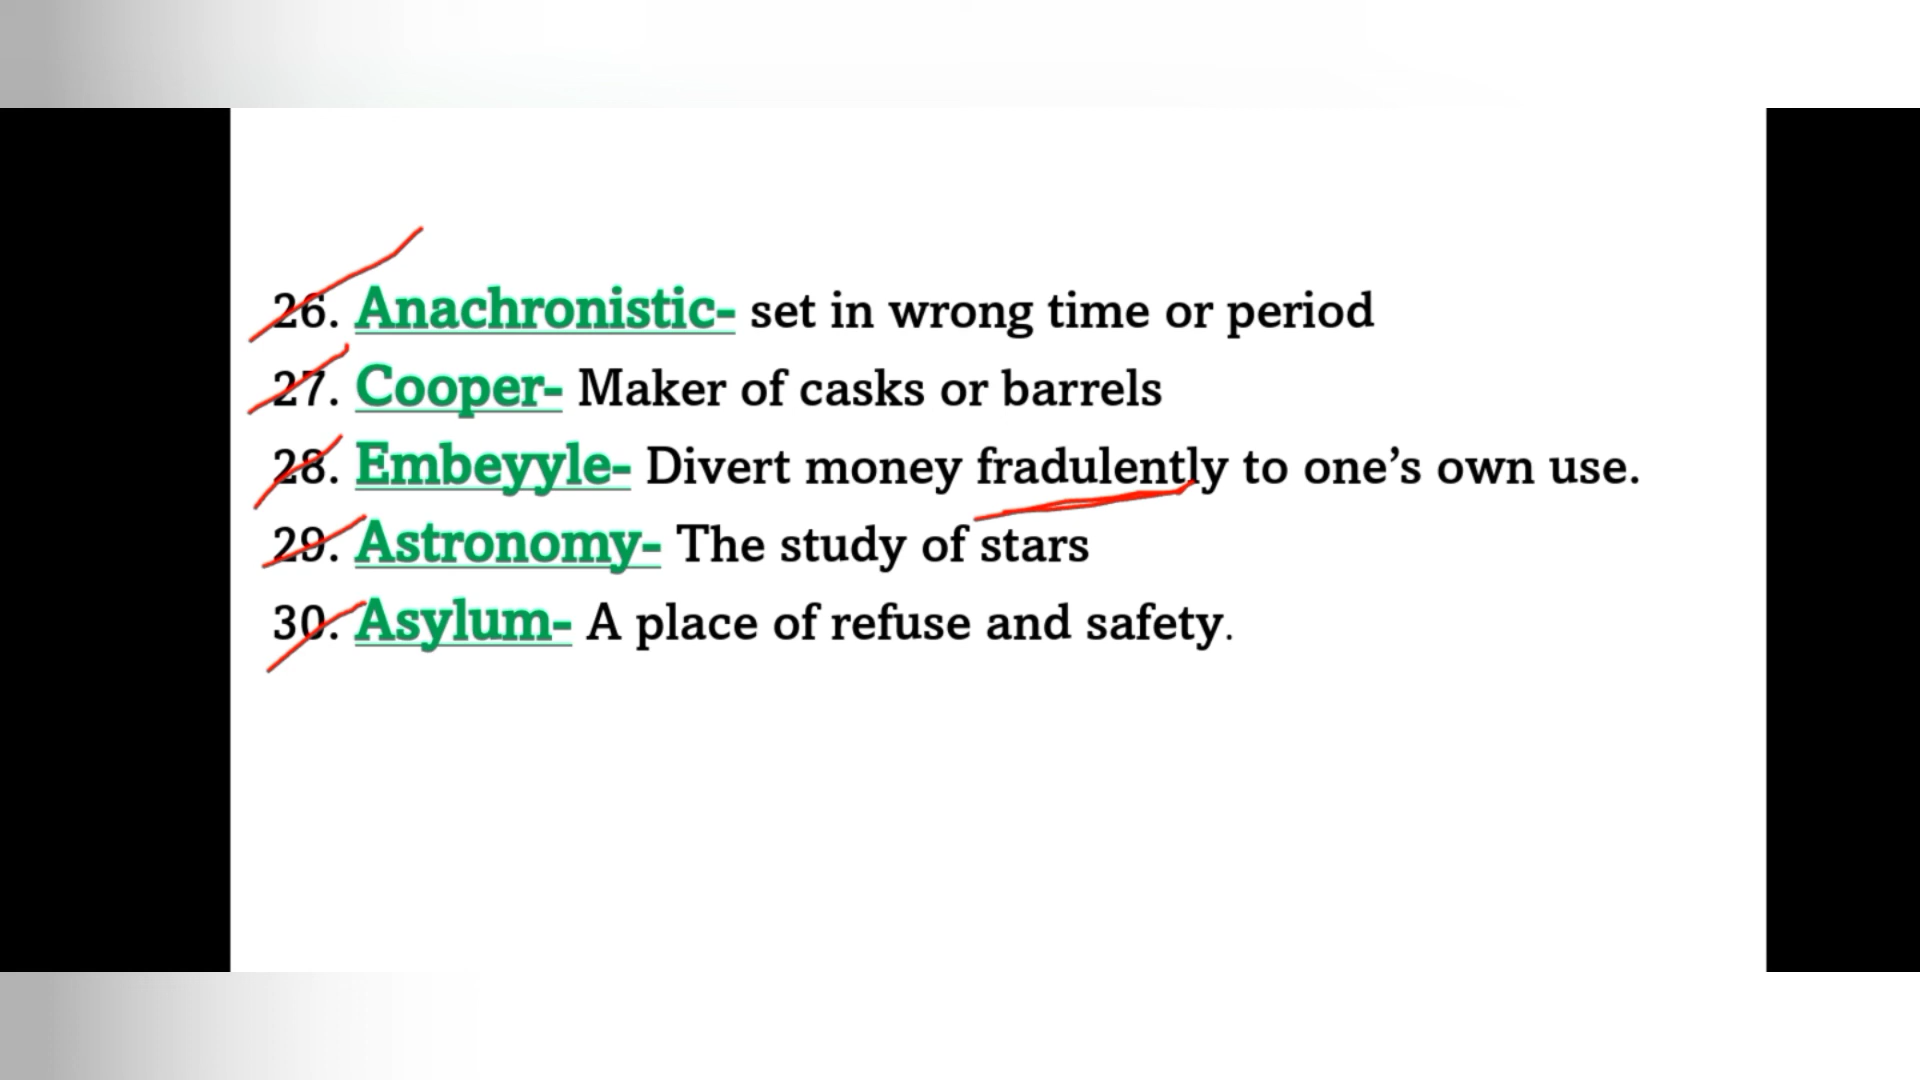 26. Anachronistic- set in wrong time or period
27. Cooper- Maker of casks or barrels
28. Embeyyle- Divert money fradulently to one’s own use.
29. Astronomy- The study of stars
30. Asylum- A place of refuse and safety.